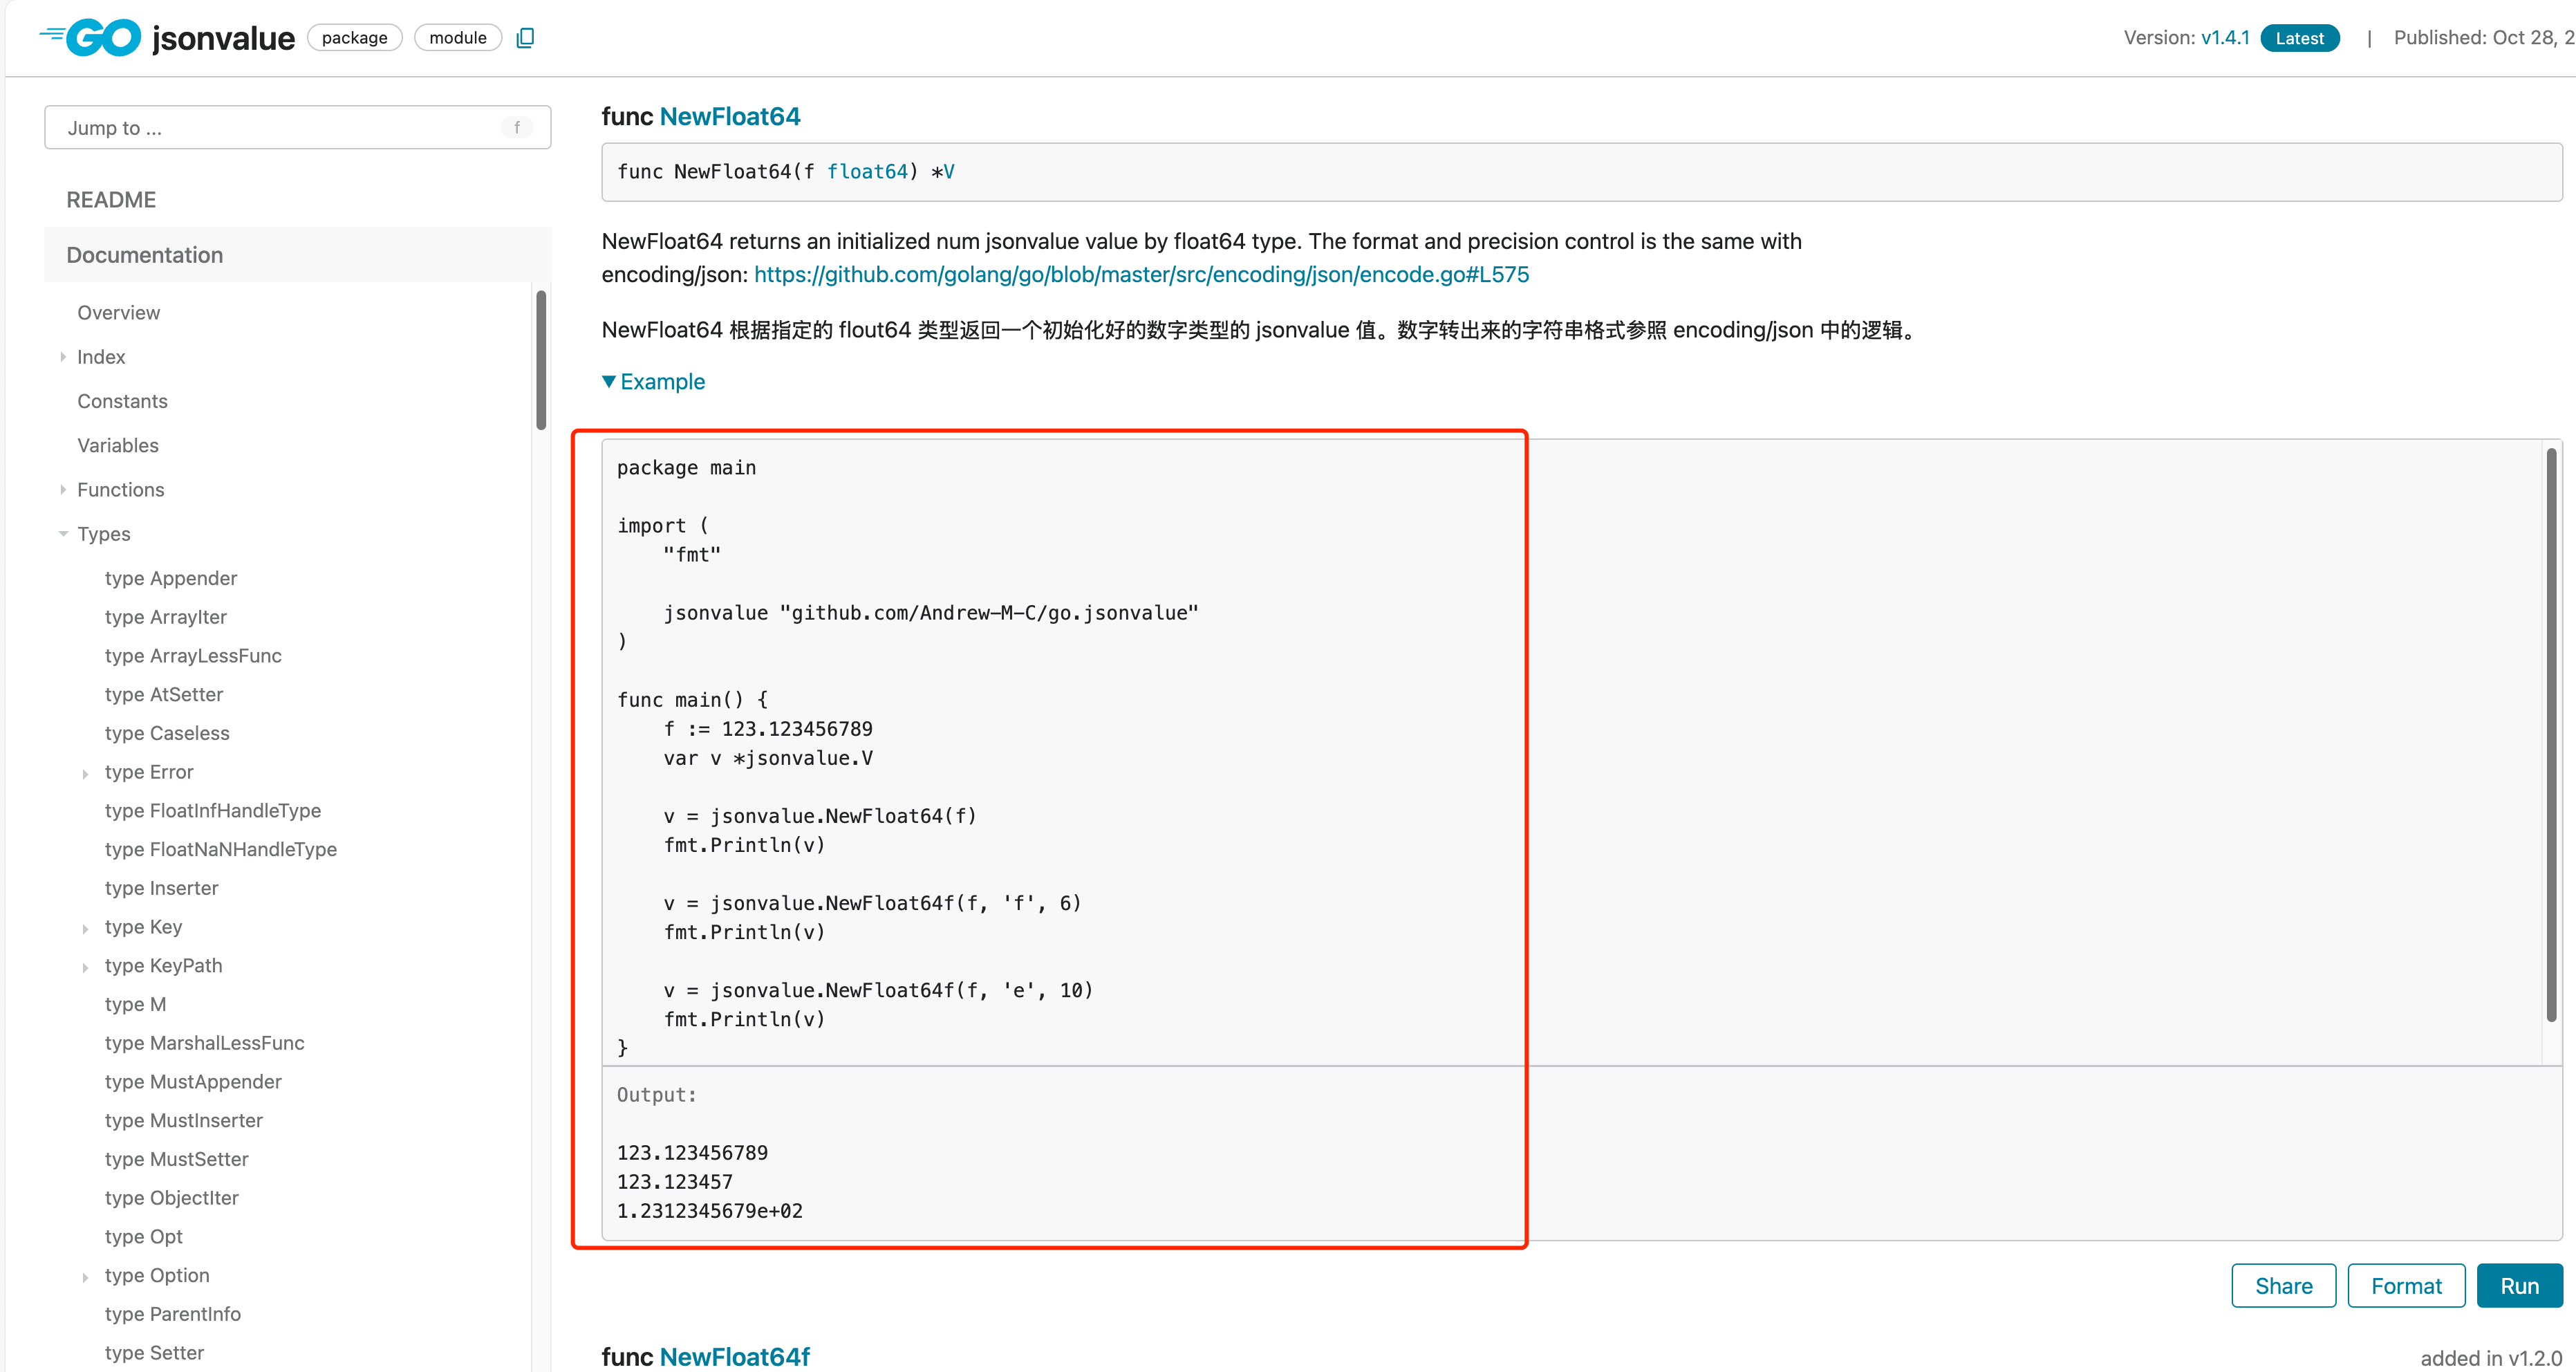 GO jsonvalue package module
Version: v1.4.1 Latest | Published: Oct 28, 2
Jump to ... f
README
Documentation
Overview
Index
Constants
Variables
Functions
Types
type Appender
type ArrayIter
type ArrayLessFunc
type AtSetter
type Caseless
type Error
type FloatInfHandleType
type FloatNaNHandleType
type Inserter
type Key
type KeyPath
type M
type MarshalLessFunc
type MustAppender
type MustInserter
type MustSetter
type ObjectIter
type Opt
type Option
type ParentInfo
type Setter
func NewFloat64
func NewFloat64(f float64) *V
NewFloat64 returns an initialized num jsonvalue value by float64 type. The format and precision control is the same with
encoding/json: https://github.com/golang/go/blob/master/src/encoding/json/encode.go#L575
NewFloat64 根据指定的 flout64 类型返回一个初始化好的数字类型的 jsonvalue 值。数字转出来的字符串格式参照 encoding/json 中的逻辑。
▼ Example
package main
import (
    "fmt"
    jsonvalue "github.com/Andrew-M-C/go.jsonvalue"
)
func main() {
    f := 123.123456789
    var v *jsonvalue.V
    v = jsonvalue.NewFloat64(f)
    fmt.Println(v)
    v = jsonvalue.NewFloat64f(f, 'f', 6)
    fmt.Println(v)
    v = jsonvalue.NewFloat64f(f, 'e', 10)
    fmt.Println(v)
}
Output:
123.123456789
123.123457
1.2312345679e+02
Share Format Run
func NewFloat64f
added in v1.2.0